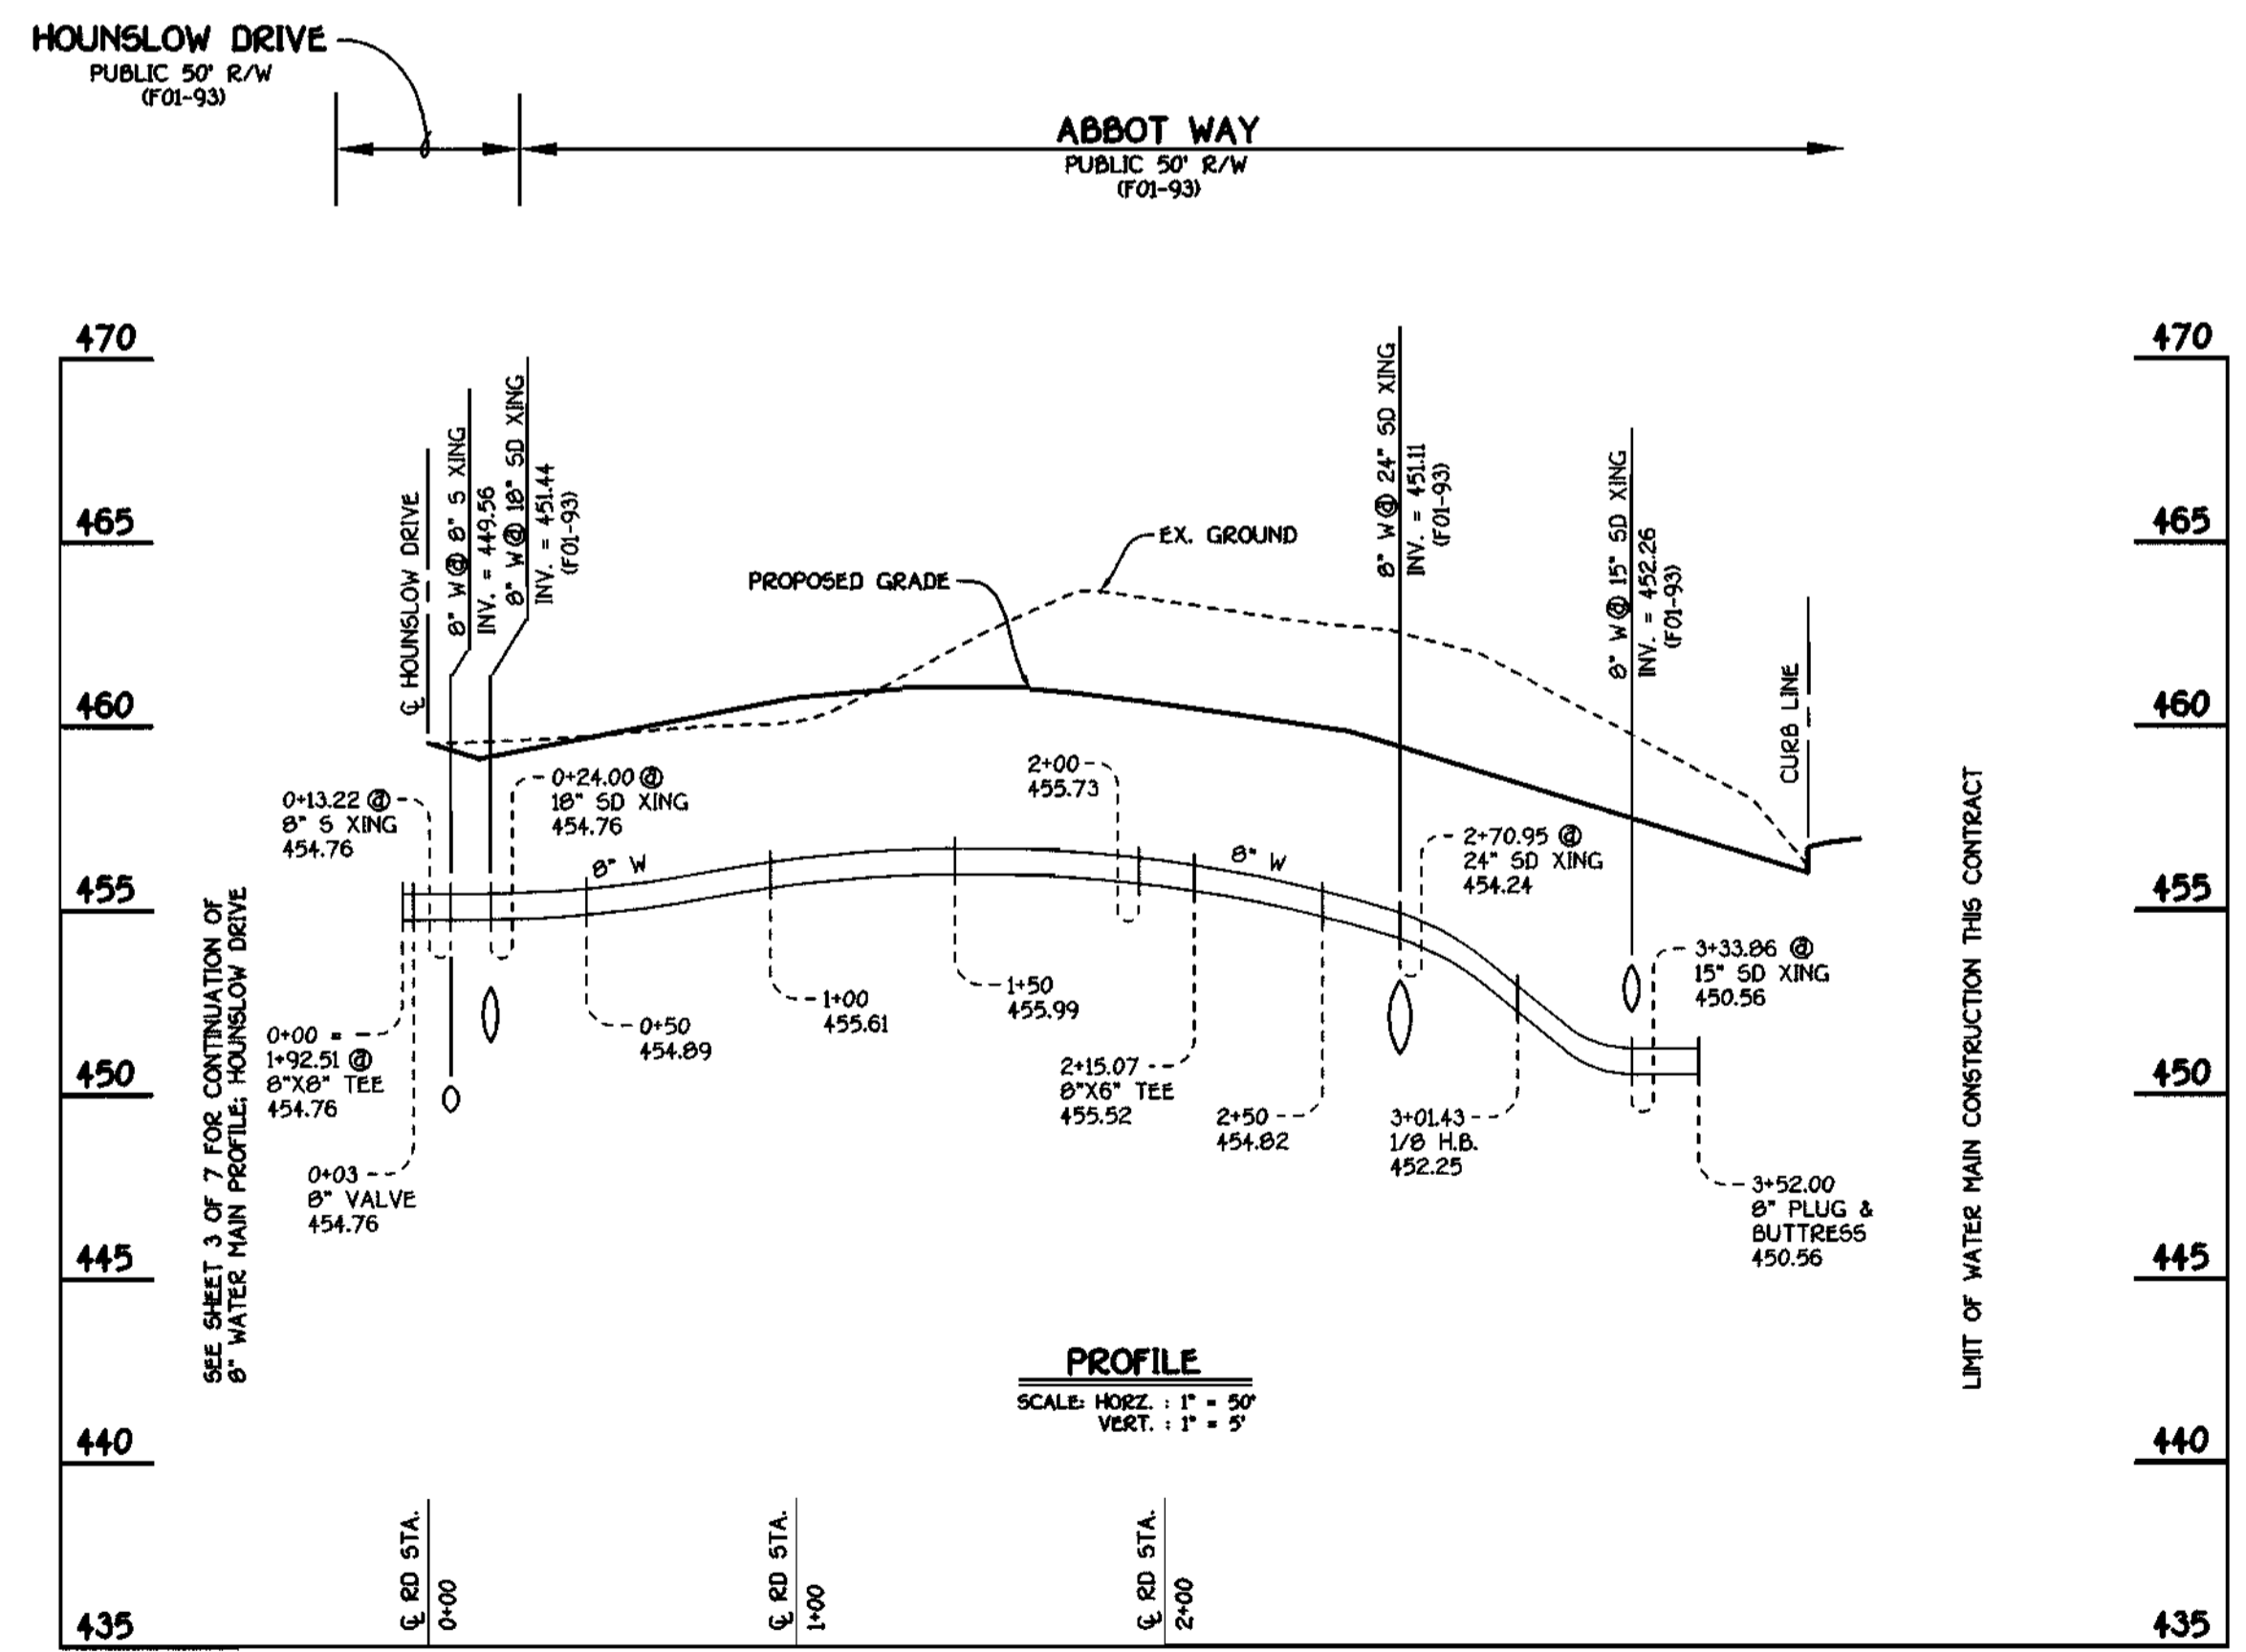 HOUNSLOW DRIVE
PUBLIC 50' R/W
(F01-93)
ABBOT WAY
PUBLIC 50' R/W
(F01-93)
470
465
460
455
450
445
440
435
470
465
460
455
450
445
440
435
SEE SHEET 3 OF 7 FOR CONTINUATION OF
8" WATER MAIN PROFILE; HOUNSLOW DRIVE
℄ HOUNSLOW DRIVE
8" W @ 8" S XING
INV. = 449.56
8" W @ 18" SD XING
INV. = 451.44
(F01-93)
PROPOSED GRADE
EX. GROUND
8" W @ 24" SD XING
INV. = 451.11
(F01-93)
8" W @ 15" SD XING
INV. = 452.26
(F01-93)
CURB LINE
LIMIT OF WATER MAIN CONSTRUCTION THIS CONTRACT
0+13.22 @
8" S XING
454.76
0+24.00 @
18" SD XING
454.76
2+00
455.73
2+70.95 @
24" SD XING
454.24
8" W
8" W
3+33.86 @
15" SD XING
450.56
0+00 =
1+92.51 @
8"X8" TEE
454.76
0+03
8" VALVE
454.76
0+50
454.89
1+00
455.61
1+50
455.99
2+15.07
8"X6" TEE
455.52
2+50
454.82
3+01.43
1/8 H.B.
452.25
3+52.00
8" PLUG &
BUTTRESS
450.56
PROFILE
SCALE: HORZ. : 1" = 50'
VERT. : 1" = 5'
℄ RD STA.
0+00
℄ RD STA.
1+00
℄ RD STA.
2+00